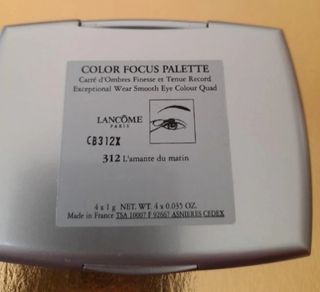 COLOR FOCUS PALETTE
Carré d'Ombres Finesse et Tenue Record
Exceptional Wear Smooth Eye Colour Quad
LANCÔME
PARIS
CB312X
312 L'amante du matin
4 x 1 g NET. WT. 4 x 0.035 OZ.
Made in France TSA 10007 F 92667 ASNIERES CEDEX